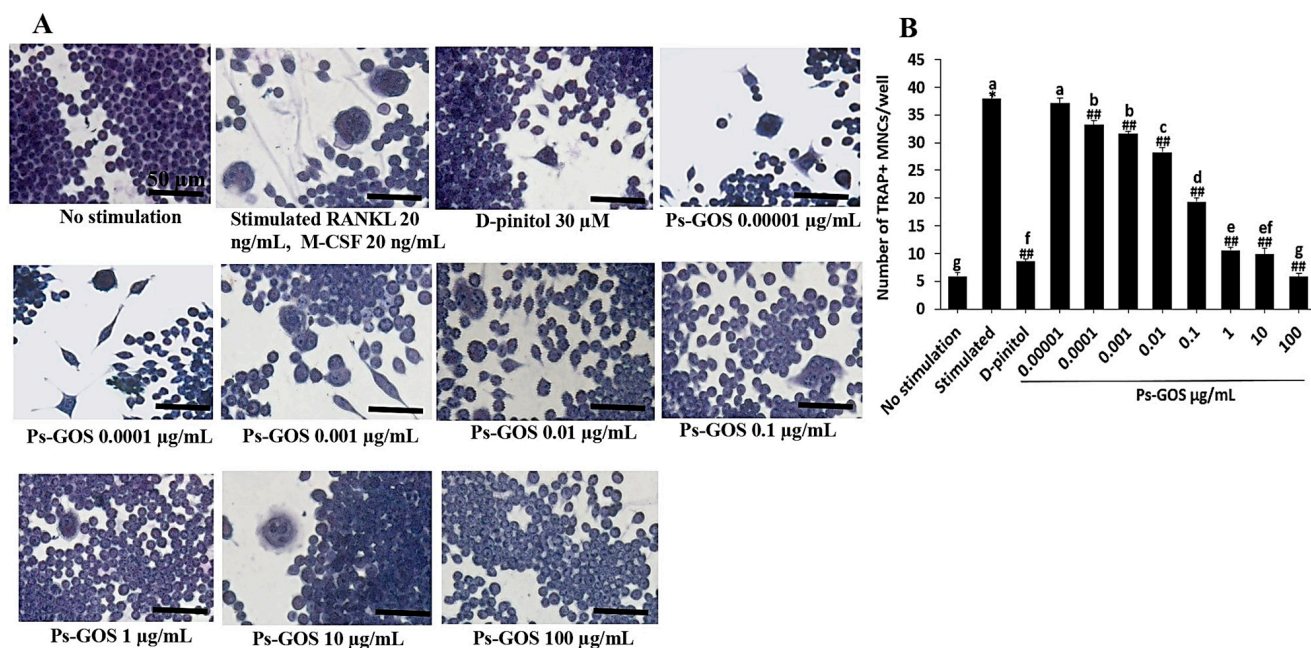 A
50 µm
No stimulation
Stimulated RANKL 20
ng/mL, M-CSF 20 ng/mL
D-pinitol 30 µM
Ps-GOS 0.00001 µg/mL
Ps-GOS 0.0001 µg/mL
Ps-GOS 0.001 µg/mL
Ps-GOS 0.01 µg/mL
Ps-GOS 0.1 µg/mL
Ps-GOS 1 µg/mL
Ps-GOS 10 µg/mL
Ps-GOS 100 µg/mL
B
Number of TRAP+ MNCs/well
45
40
35
30
25
20
15
10
5
0
g
a
*
f
##
a
b
##
b
##
c
##
d
##
e
##
ef
##
g
##
No stimulation
Stimulated
D-pinitol
0.00001
0.0001
0.001
0.01
0.1
1
10
100
Ps-GOS µg/mL